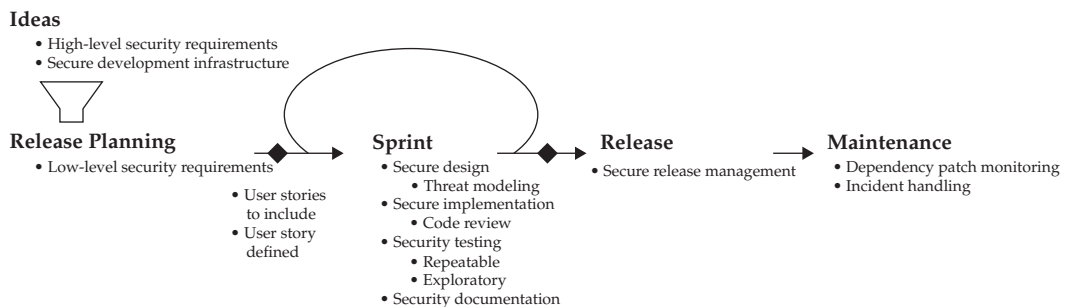 Ideas
• High-level security requirements
• Secure development infrastructure
Release Planning
• Low-level security requirements
• User stories
to include
• User story
defined
Sprint
• Secure design
• Threat modeling
• Secure implementation
• Code review
• Security testing
• Repeatable
• Exploratory
• Security documentation
Release
• Secure release management
Maintenance
• Dependency patch monitoring
• Incident handling